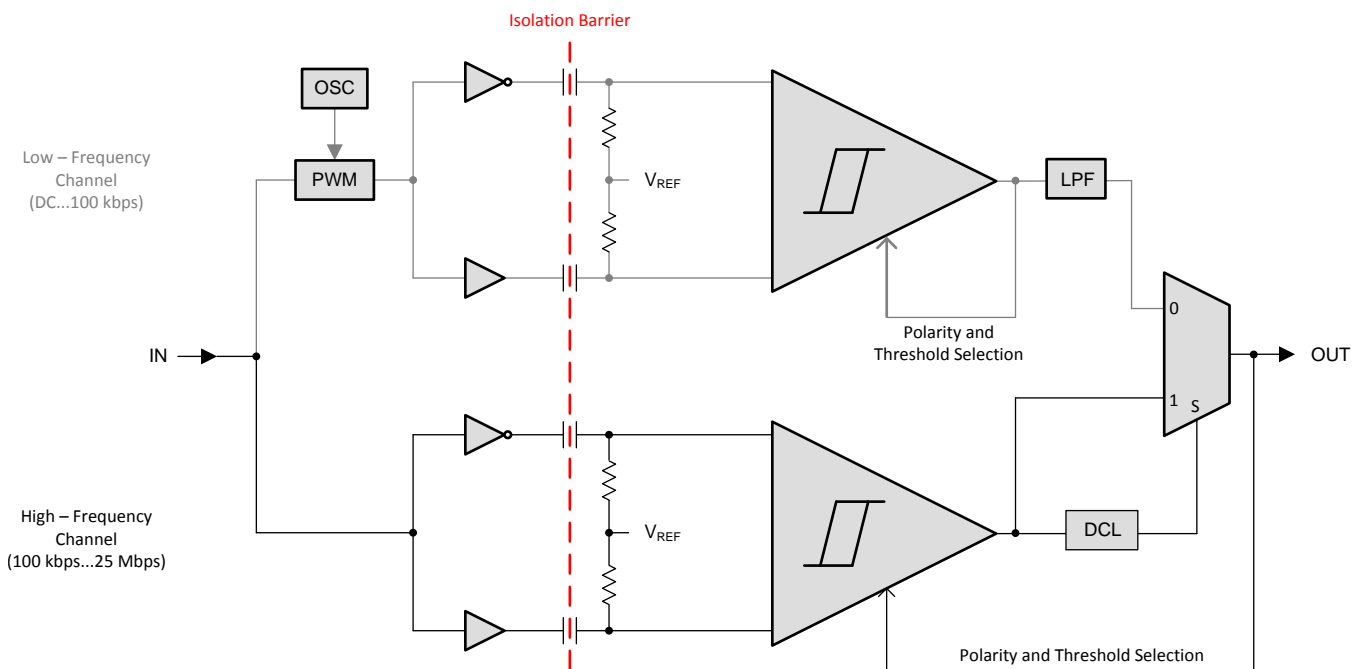 Isolation Barrier
OSC
Low – Frequency
Channel
(DC...100 kbps)
PWM
VREF
LPF
0
Polarity and
Threshold Selection
IN
OUT
1
S
High – Frequency
Channel
(100 kbps...25 Mbps)
VREF
DCL
Polarity and Threshold Selection